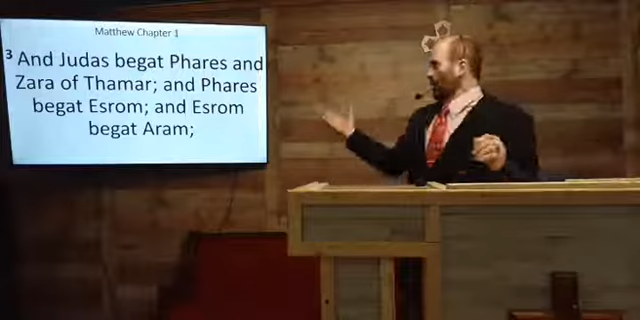 Matthew Chapter 1
3 And Judas begat Phares and
Zara of Thamar; and Phares
begat Esrom; and Esrom
begat Aram;